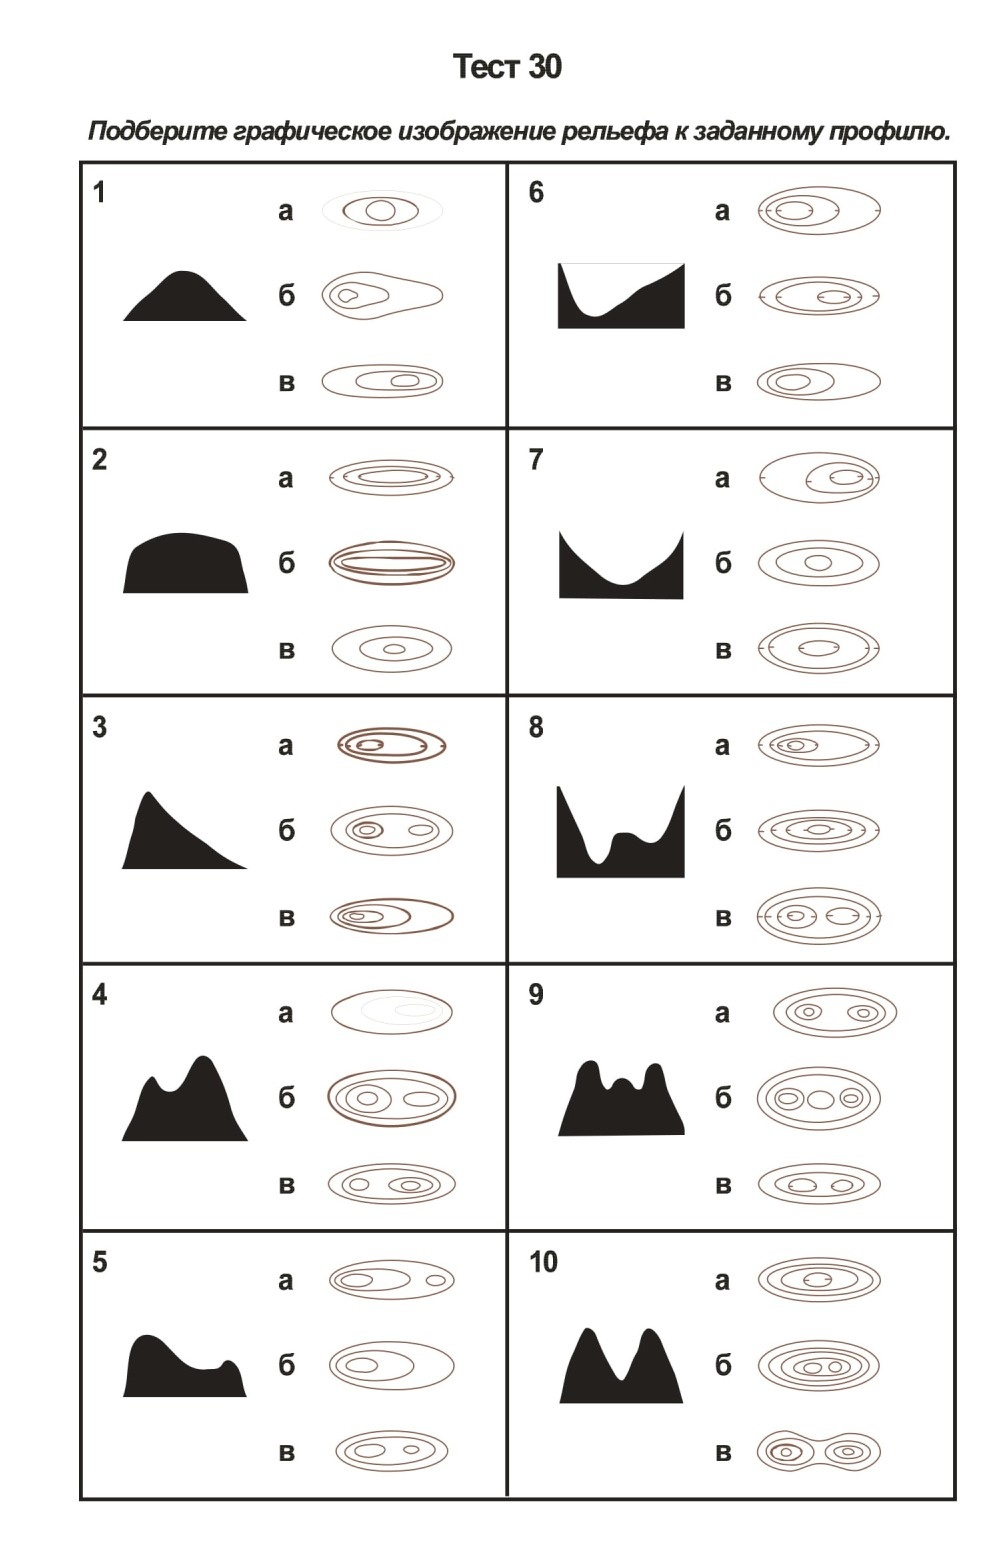 Тест 30
Подберите графическое изображение рельефа к заданному профилю.
1
а
б
в
2
а
б
в
3
а
б
в
4
а
б
в
5
а
б
в
6
а
б
в
7
а
б
в
8
а
б
в
9
а
б
в
10
а
б
в